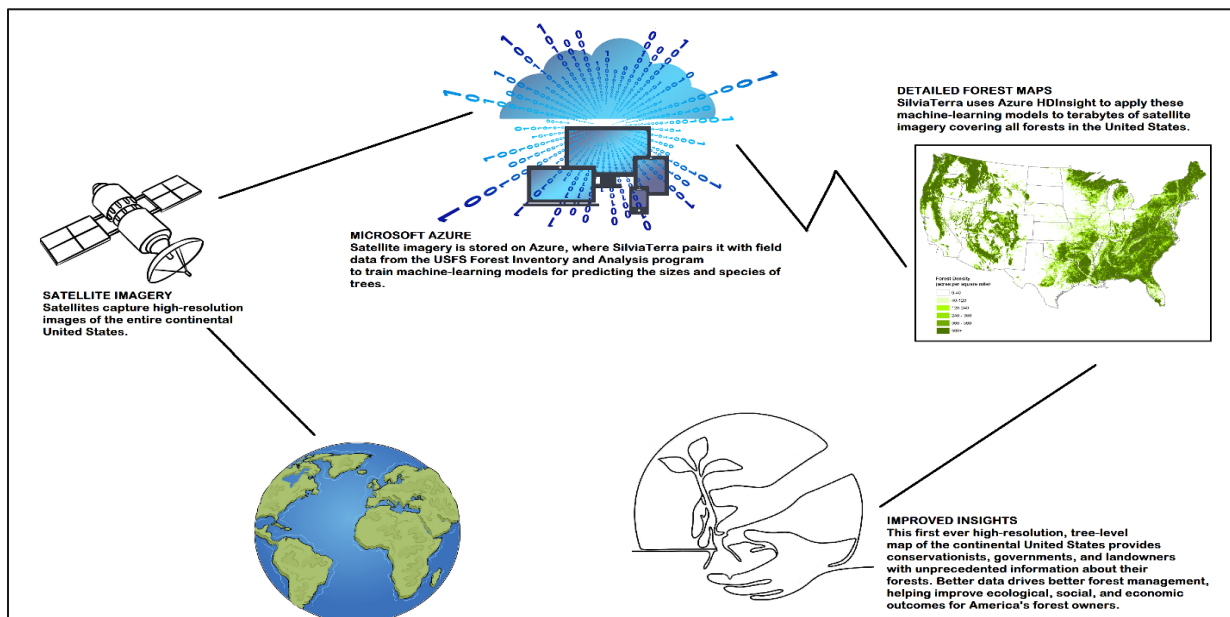 SATELLITE IMAGERY
Satellites capture high-resolution
images of the entire continental
United States.
MICROSOFT AZURE
Satellite imagery is stored on Azure, where SilviaTerra pairs it with field
data from the USFS Forest Inventory and Analysis program
to train machine-learning models for predicting the sizes and species of
trees.
DETAILED FOREST MAPS
SilviaTerra uses Azure HDInsight to apply these
machine-learning models to terabytes of satellite
imagery covering all forests in the United States.
Forest Density
(acres per square mile)
IMPROVED INSIGHTS
This first ever high-resolution, tree-level
map of the continental United States provides
conservationists, governments, and landowners
with unprecedented information about their
forests. Better data drives better forest management,
helping improve ecological, social, and economic
outcomes for America's forest owners.